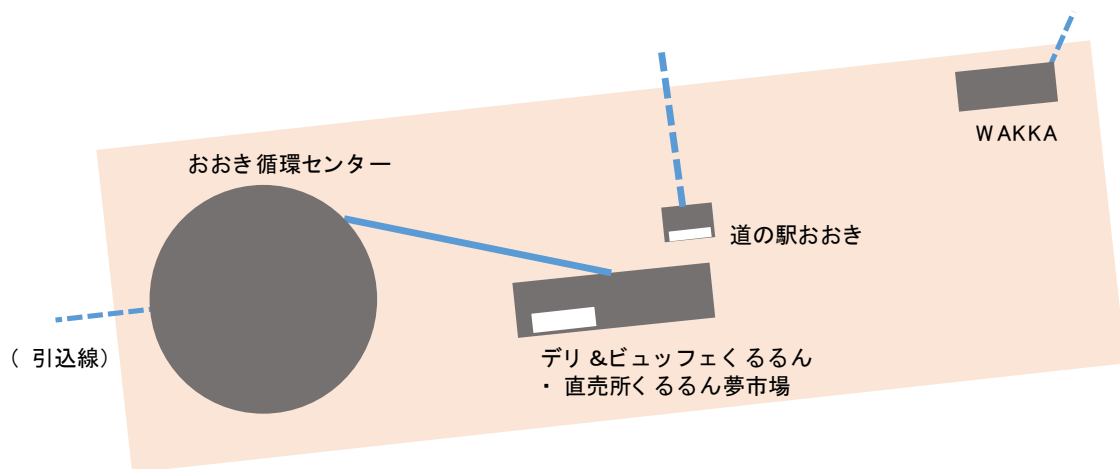 WAKKA
おおき循環センター
道の駅おおき
（引込線）
デリ&ビュッフェくるるん
・直売所くるるん夢市場